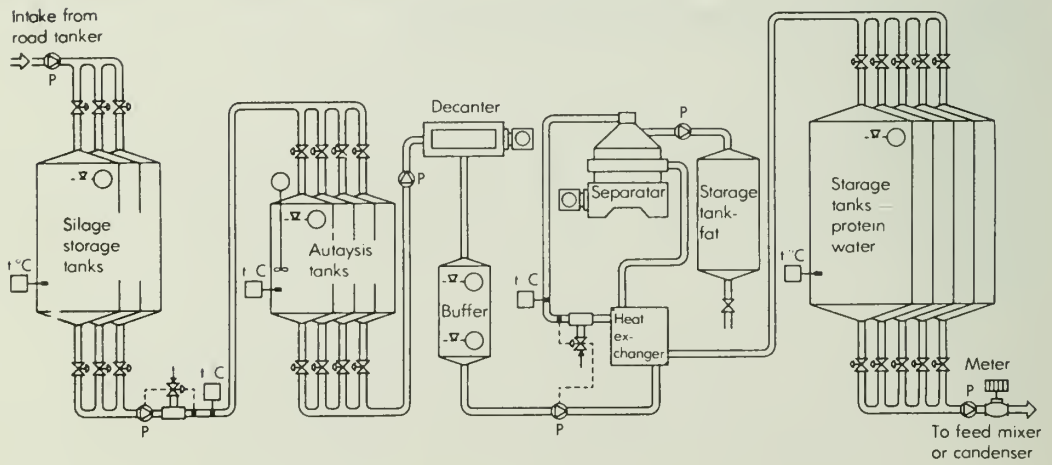 Intake from
road tanker
P
Silage
storage
tanks
t °C
P
t C
Autaysis
tanks
t C
P
Decanter
Buffer
P
t C
Separatar
P
Starage
tank-
fat
Heat
ex-
changer
Starage
tanks —
protein
water
t °C
P
Meter
To feed mixer
or candenser